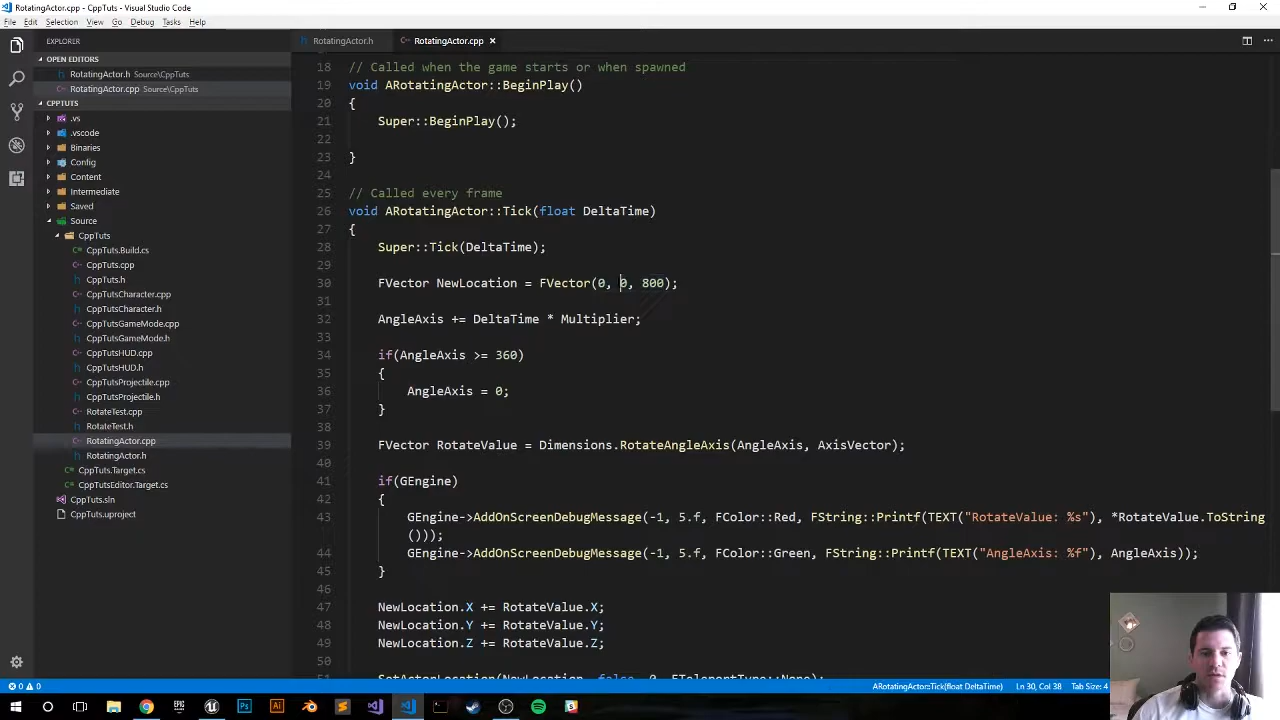 RotatingActor.cpp - CppTuts - Visual Studio Code
File Edit Selection View Go Debug Tasks Help
EXPLORER
OPEN EDITORS
RotatingActor.h Source\CppTuts
RotatingActor.cpp Source\CppTuts
CPPTUTS
.vs
.vscode
Binaries
Config
Content
Intermediate
Saved
Source
CppTuts
CppTuts.Build.cs
CppTuts.cpp
CppTuts.h
CppTutsCharacter.cpp
CppTutsCharacter.h
CppTutsGameMode.cpp
CppTutsGameMode.h
CppTutsHUD.cpp
CppTutsHUD.h
CppTutsProjectile.cpp
CppTutsProjectile.h
RotateTest.cpp
RotateTest.h
RotatingActor.cpp
RotatingActor.h
CppTuts.Target.cs
CppTutsEditor.Target.cs
CppTuts.sln
CppTuts.uproject
RotatingActor.h RotatingActor.cpp
18 // Called when the game starts or when spawned
19 void ARotatingActor::BeginPlay()
20 {
21 Super::BeginPlay();
22
23 }
24
25 // Called every frame
26 void ARotatingActor::Tick(float DeltaTime)
27 {
28 Super::Tick(DeltaTime);
29
30 FVector NewLocation = FVector(0, 0, 800);
31
32 AngleAxis += DeltaTime * Multiplier;
33
34 if(AngleAxis >= 360)
35 {
36 AngleAxis = 0;
37 }
38
39 FVector RotateValue = Dimensions.RotateAngleAxis(AngleAxis, AxisVector);
40
41 if(GEngine)
42 {
43 GEngine->AddOnScreenDebugMessage(-1, 5.f, FColor::Red, FString::Printf(TEXT("RotateValue: %s"), *RotateValue.ToString
()));
44 GEngine->AddOnScreenDebugMessage(-1, 5.f, FColor::Green, FString::Printf(TEXT("AngleAxis: %f"), AngleAxis));
45 }
46
47 NewLocation.X += RotateValue.X;
48 NewLocation.Y += RotateValue.Y;
49 NewLocation.Z += RotateValue.Z;
50
51 SetActorLocation(NewLocation, false, 0, ETeleportType::None);
0 0 ARotatingActor::Tick(float DeltaTime) Ln 30, Col 38 Tab Size: 4